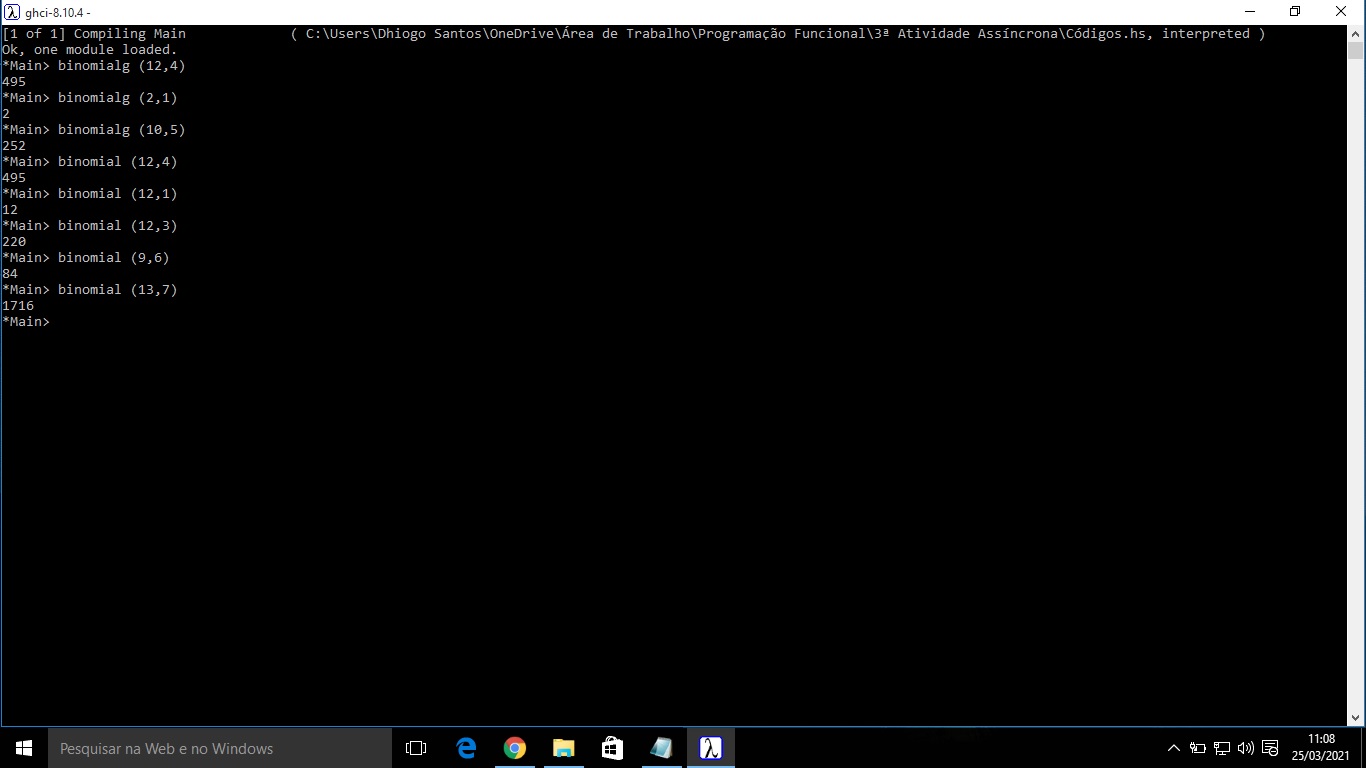 ghci-8.10.4 -
[1 of 1] Compiling Main             ( C:\Users\Dhiogo Santos\OneDrive\Área de Trabalho\Programação Funcional\3ª Atividade Assíncrona\Códigos.hs, interpreted )
Ok, one module loaded.
*Main> binomialg (12,4)
495
*Main> binomialg (2,1)
2
*Main> binomialg (10,5)
252
*Main> binomial (12,4)
495
*Main> binomial (12,1)
12
*Main> binomial (12,3)
220
*Main> binomial (9,6)
84
*Main> binomial (13,7)
1716
*Main>
Pesquisar na Web e no Windows
11:08
25/03/2021